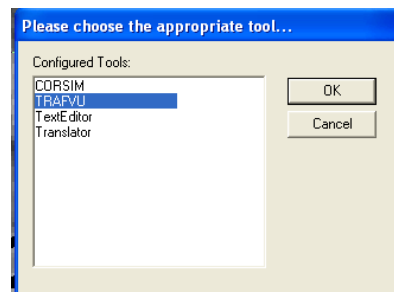 Please choose the appropriate tool...
Configured Tools:
CORSIM
TRAFVU
TextEditor
Translator
OK
Cancel